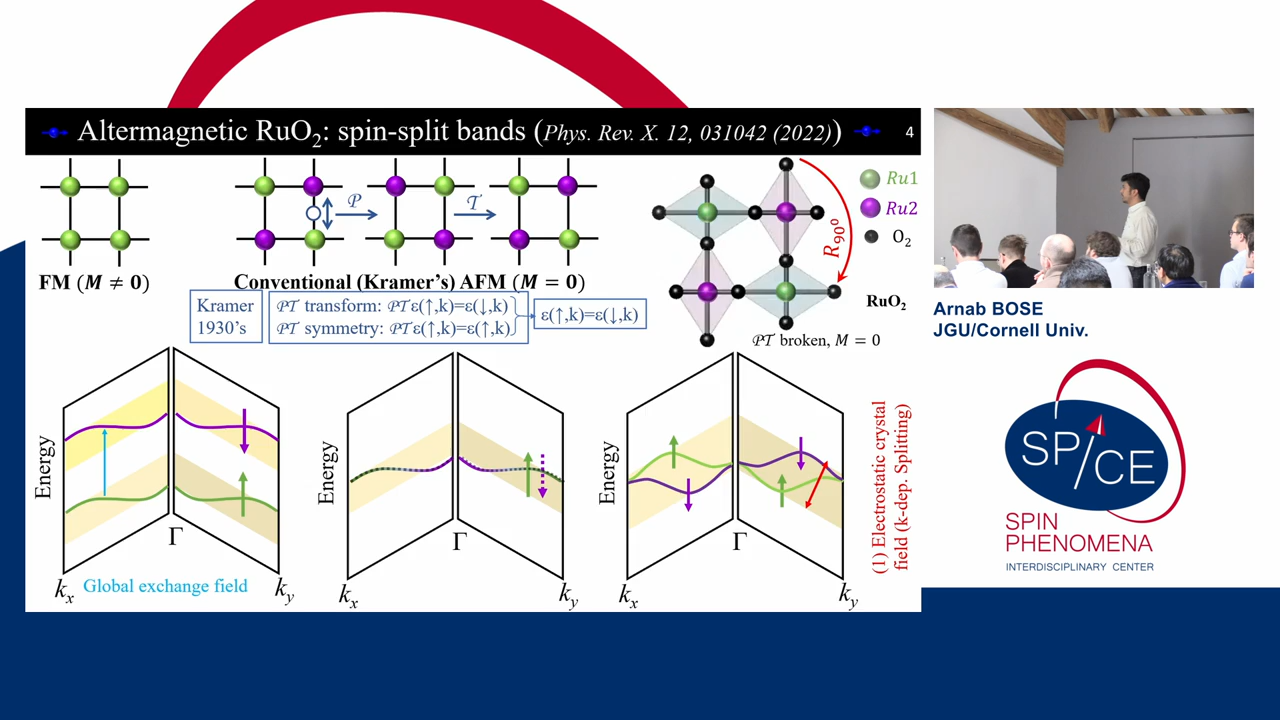 Altermagnetic RuO₂: spin-split bands (Phys. Rev. X. 12, 031042 (2022))
4
𝒫
𝒯
FM (M ≠ 0)
Conventional (Kramer's) AFM (M = 0)
Kramer
1930's
𝒫𝒯 transform: 𝒫𝒯ε(↑,k)=ε(↓,k)
𝒫𝒯 symmetry: 𝒫𝒯ε(↑,k)=ε(↑,k)
ε(↑,k)=ε(↓,k)
R90⁰
Ru1
Ru2
O₂
RuO₂
𝒫𝒯 broken, M = 0
Energy
Γ
kx
ky
Global exchange field
Energy
Γ
kx
ky
Energy
Γ
kx
ky
(1) Electrostatic crystal
field (k-dep. Splitting)
Arnab BOSE
JGU/Cornell Univ.
SP/CE
SPIN
PHENOMENA
INTERDISCIPLINARY CENTER